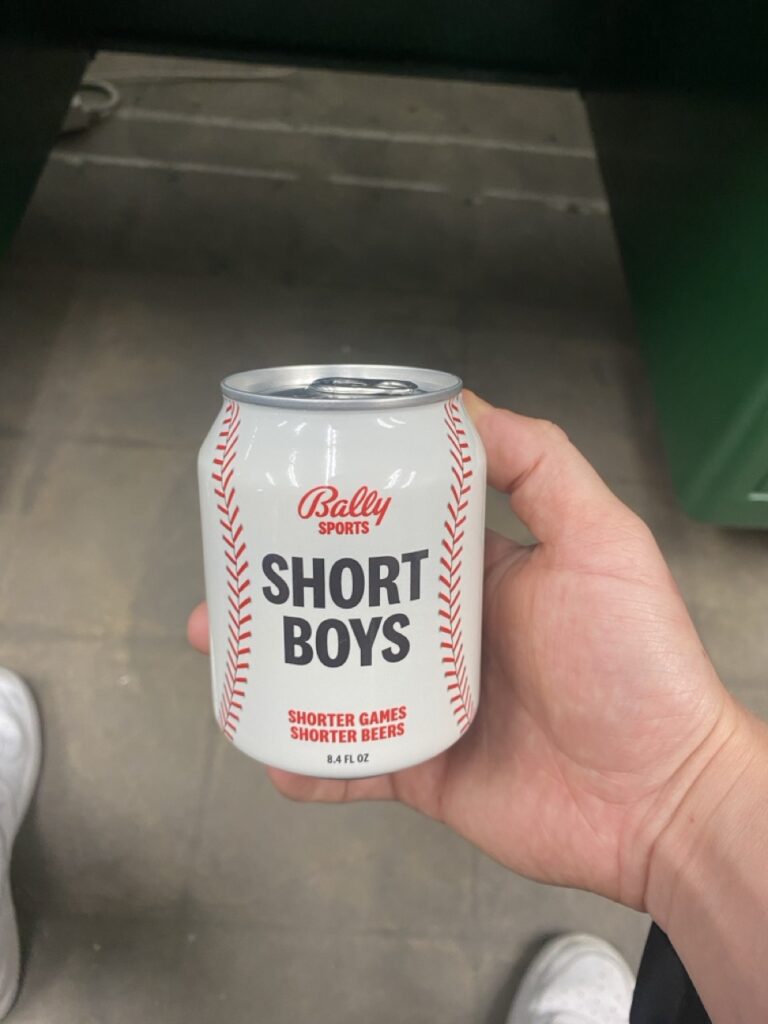 Bally
SPORTS
SHORT
BOYS
SHORTER GAMES
SHORTER BEERS
8.4 FL OZ